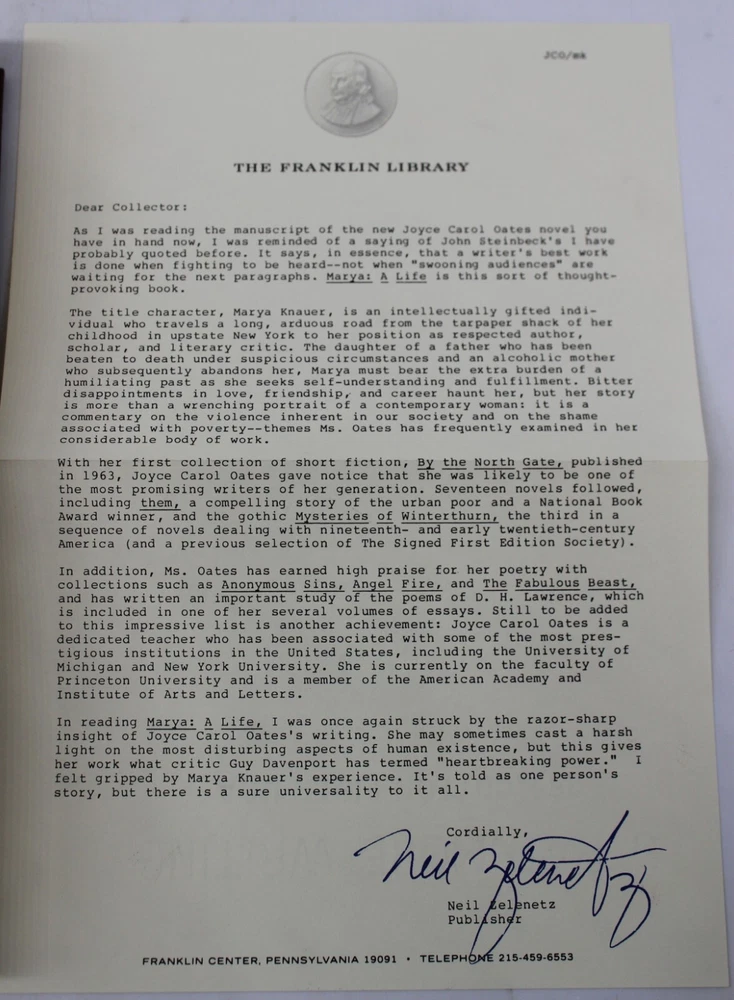 JCO/mk
THE FRANKLIN LIBRARY
Dear Collector:
As I was reading the manuscript of the new Joyce Carol Oates novel you
have in hand now, I was reminded of a saying of John Steinbeck's I have
probably quoted before. It says, in essence, that a writer's best work
is done when fighting to be heard--not when "swooning audiences" are
waiting for the next paragraphs. Marya: A Life is this sort of thought-
provoking book.
The title character, Marya Knauer, is an intellectually gifted indi-
vidual who travels a long, arduous road from the tarpaper shack of her
childhood in upstate New York to her position as respected author,
scholar, and literary critic. The daughter of a father who has been
beaten to death under suspicious circumstances and an alcoholic mother
who subsequently abandons her, Marya must bear the extra burden of a
humiliating past as she seeks self-understanding and fulfillment. Bitter
disappointments in love, friendship, and career haunt her, but her story
is more than a wrenching portrait of a contemporary woman: it is a
commentary on the violence inherent in our society and on the shame
associated with poverty--themes Ms. Oates has frequently examined in her
considerable body of work.
With her first collection of short fiction, By the North Gate, published
in 1963, Joyce Carol Oates gave notice that she was likely to be one of
the most promising writers of her generation. Seventeen novels followed,
including them, a compelling story of the urban poor and a National Book
Award winner, and the gothic Mysteries of Winterthurn, the third in a
sequence of novels dealing with nineteenth- and early twentieth-century
America (and a previous selection of The Signed First Edition Society).
In addition, Ms. Oates has earned high praise for her poetry with
collections such as Anonymous Sins, Angel Fire, and The Fabulous Beast,
and has written an important study of the poems of D. H. Lawrence, which
is included in one of her several volumes of essays. Still to be added
to this impressive list is another achievement: Joyce Carol Oates is a
dedicated teacher who has been associated with some of the most pres-
tigious institutions in the United States, including the University of
Michigan and New York University. She is currently on the faculty of
Princeton University and is a member of the American Academy and
Institute of Arts and Letters.
In reading Marya: A Life, I was once again struck by the razor-sharp
insight of Joyce Carol Oates's writing. She may sometimes cast a harsh
light on the most disturbing aspects of human existence, but this gives
her work what critic Guy Davenport has termed "heartbreaking power." I
felt gripped by Marya Knauer's experience. It's told as one person's
story, but there is a sure universality to it all.
Cordially,
Neil Zelenetz
Neil Zelenetz
Publisher
FRANKLIN CENTER, PENNSYLVANIA 19091 • TELEPHONE 215-459-6553